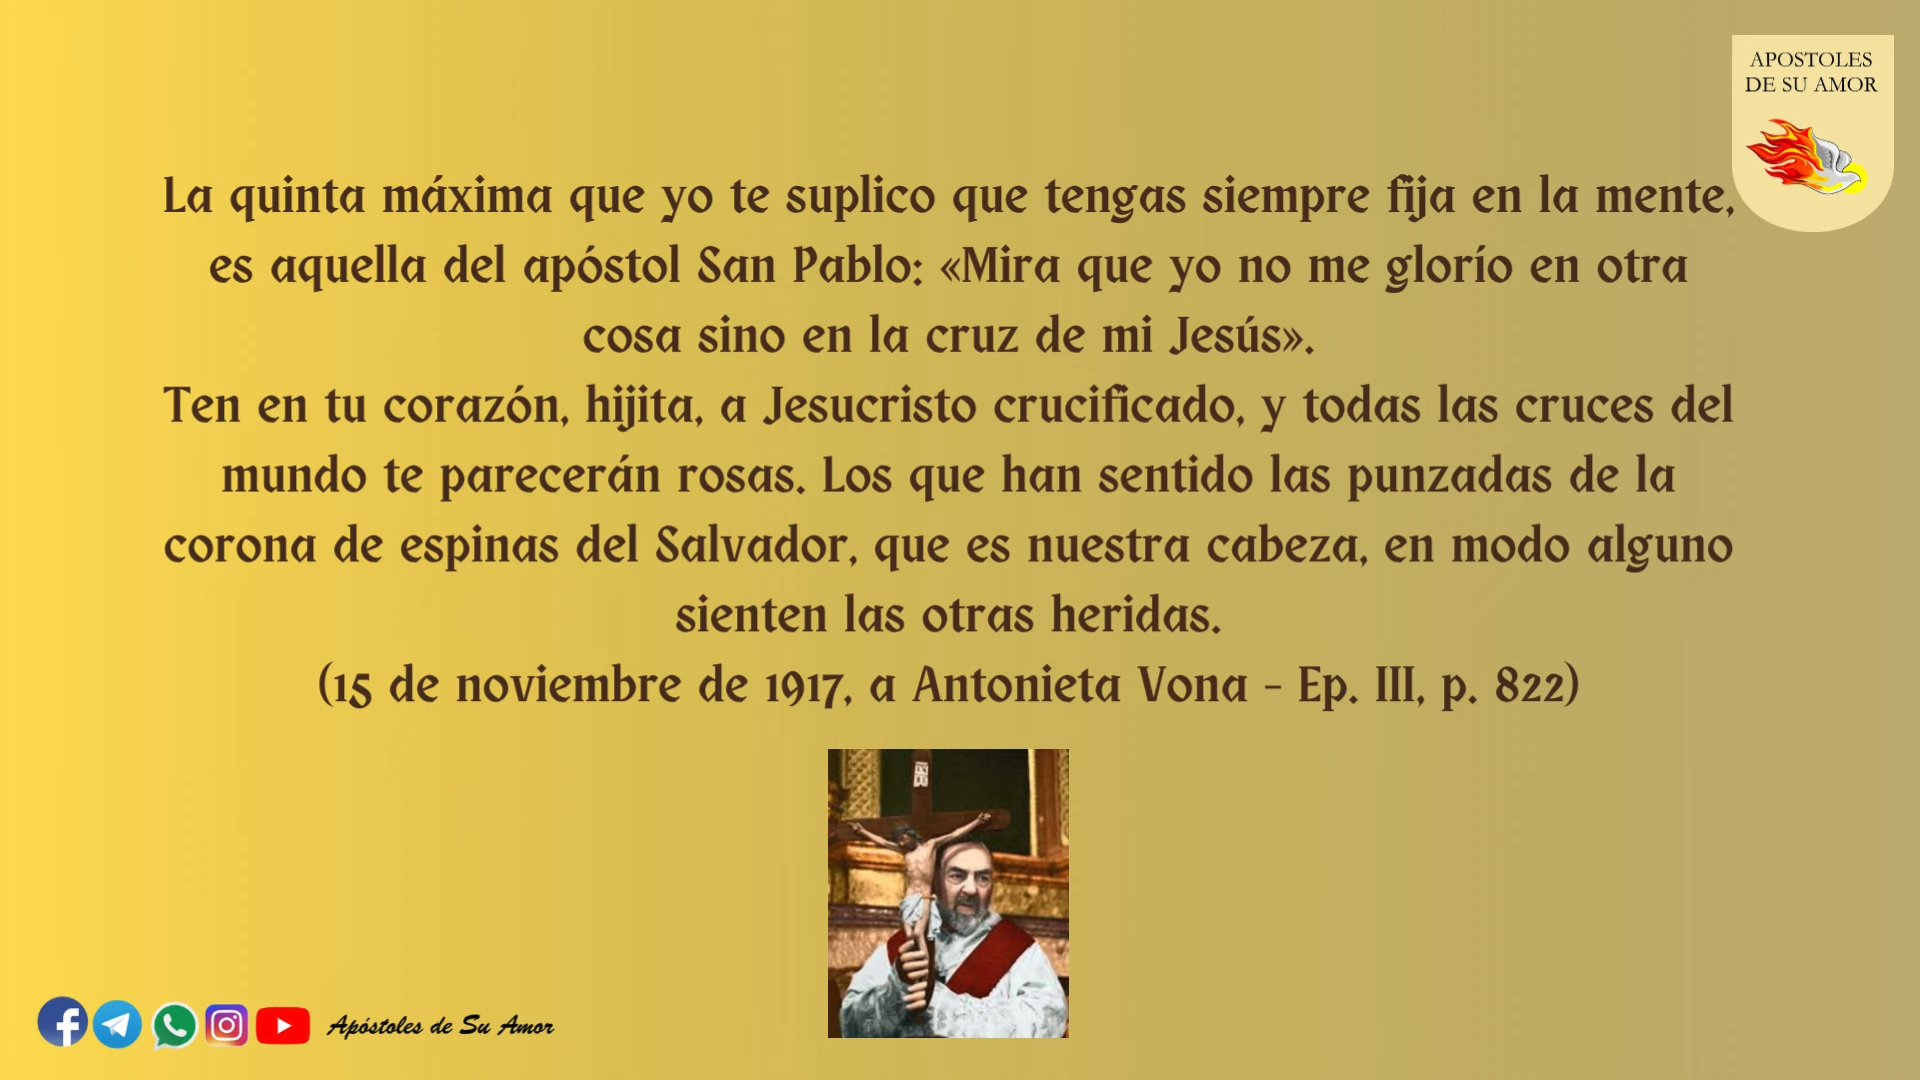 APOSTOLES
DE SU AMOR
La quinta máxima que yo te suplico que tengas siempre fija en la mente,
es aquella del apóstol San Pablo: «Mira que yo no me glorío en otra
cosa sino en la cruz de mi Jesús».
Ten en tu corazón, hijita, a Jesucristo crucificado, y todas las cruces del
mundo te parecerán rosas. Los que han sentido las punzadas de la
corona de espinas del Salvador, que es nuestra cabeza, en modo alguno
sienten las otras heridas.
(15 de noviembre de 1917, a Antonieta Vona – Ep. III, p. 822)
Apóstoles de Su Amor